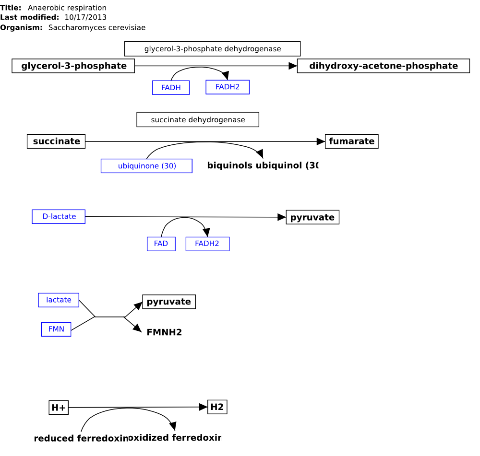 Title: Anaerobic respiration
Last modified: 10/17/2013
Organism: Saccharomyces cerevisiae
glycerol-3-phosphate dehydrogenase
glycerol-3-phosphate
dihydroxy-acetone-phosphate
FADH
FADH2
succinate dehydrogenase
succinate
fumarate
ubiquinone (30)
biquinols ubiquinol (30
D-lactate
pyruvate
FAD
FADH2
lactate
pyruvate
FMN
FMNH2
H+
H2
reduced ferredoxin
oxidized ferredoxin